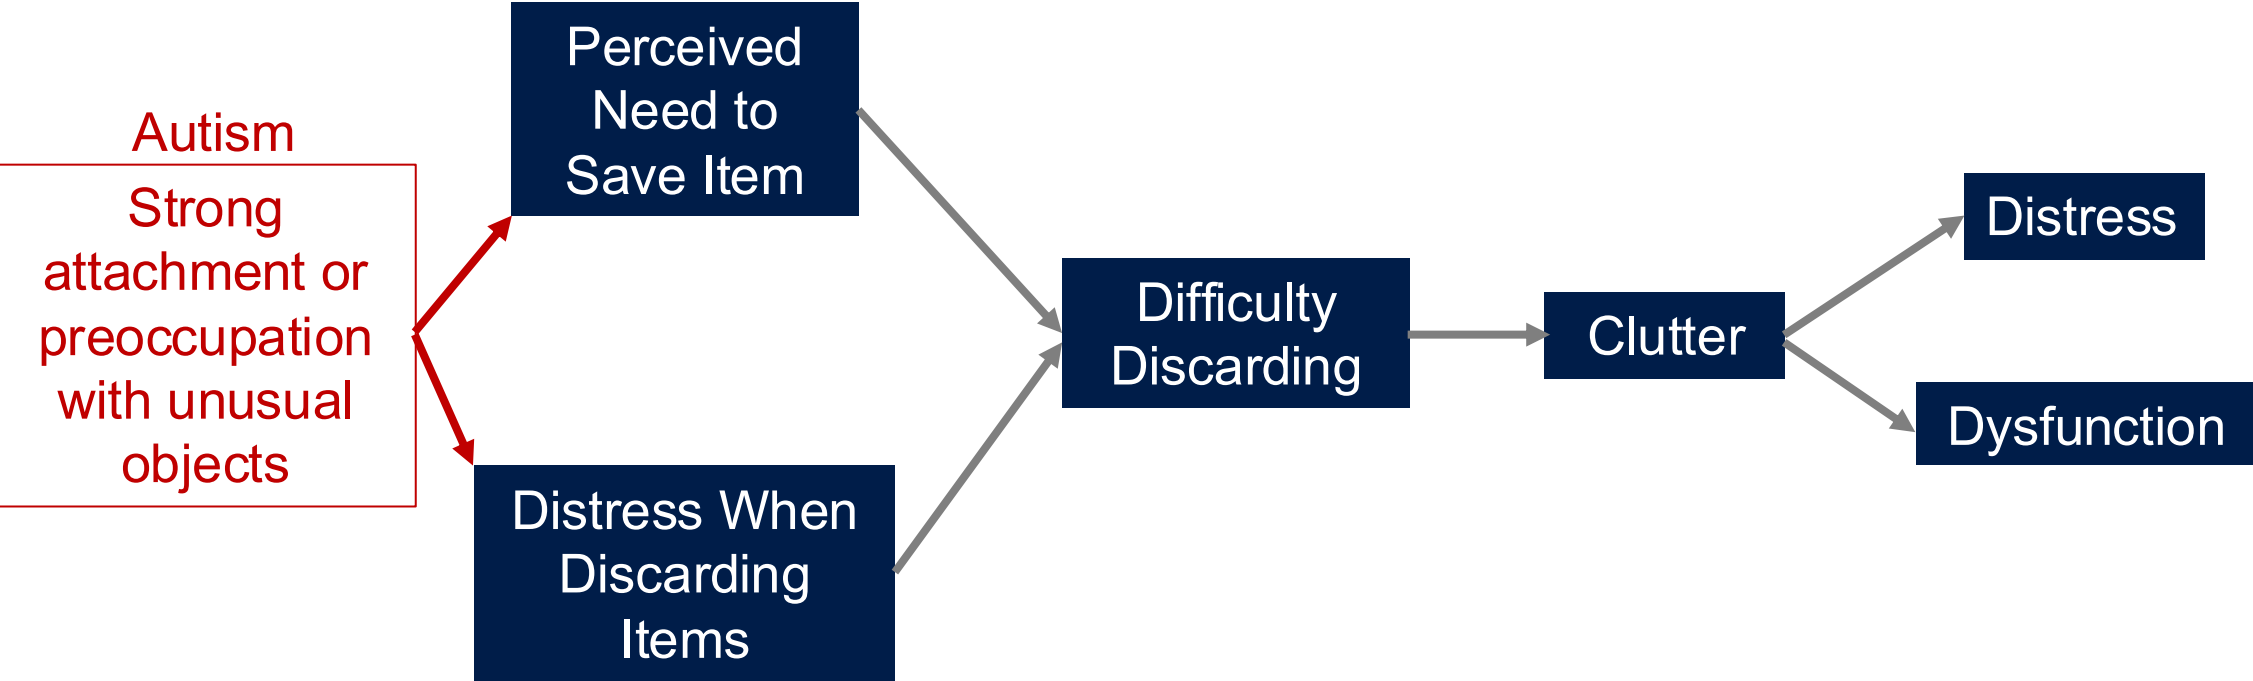 Autism
Strong
attachment or
preoccupation
with unusual
objects
Perceived
Need to
Save Item
Distress When
Discarding
Items
Difficulty
Discarding
Clutter
Distress
Dysfunction